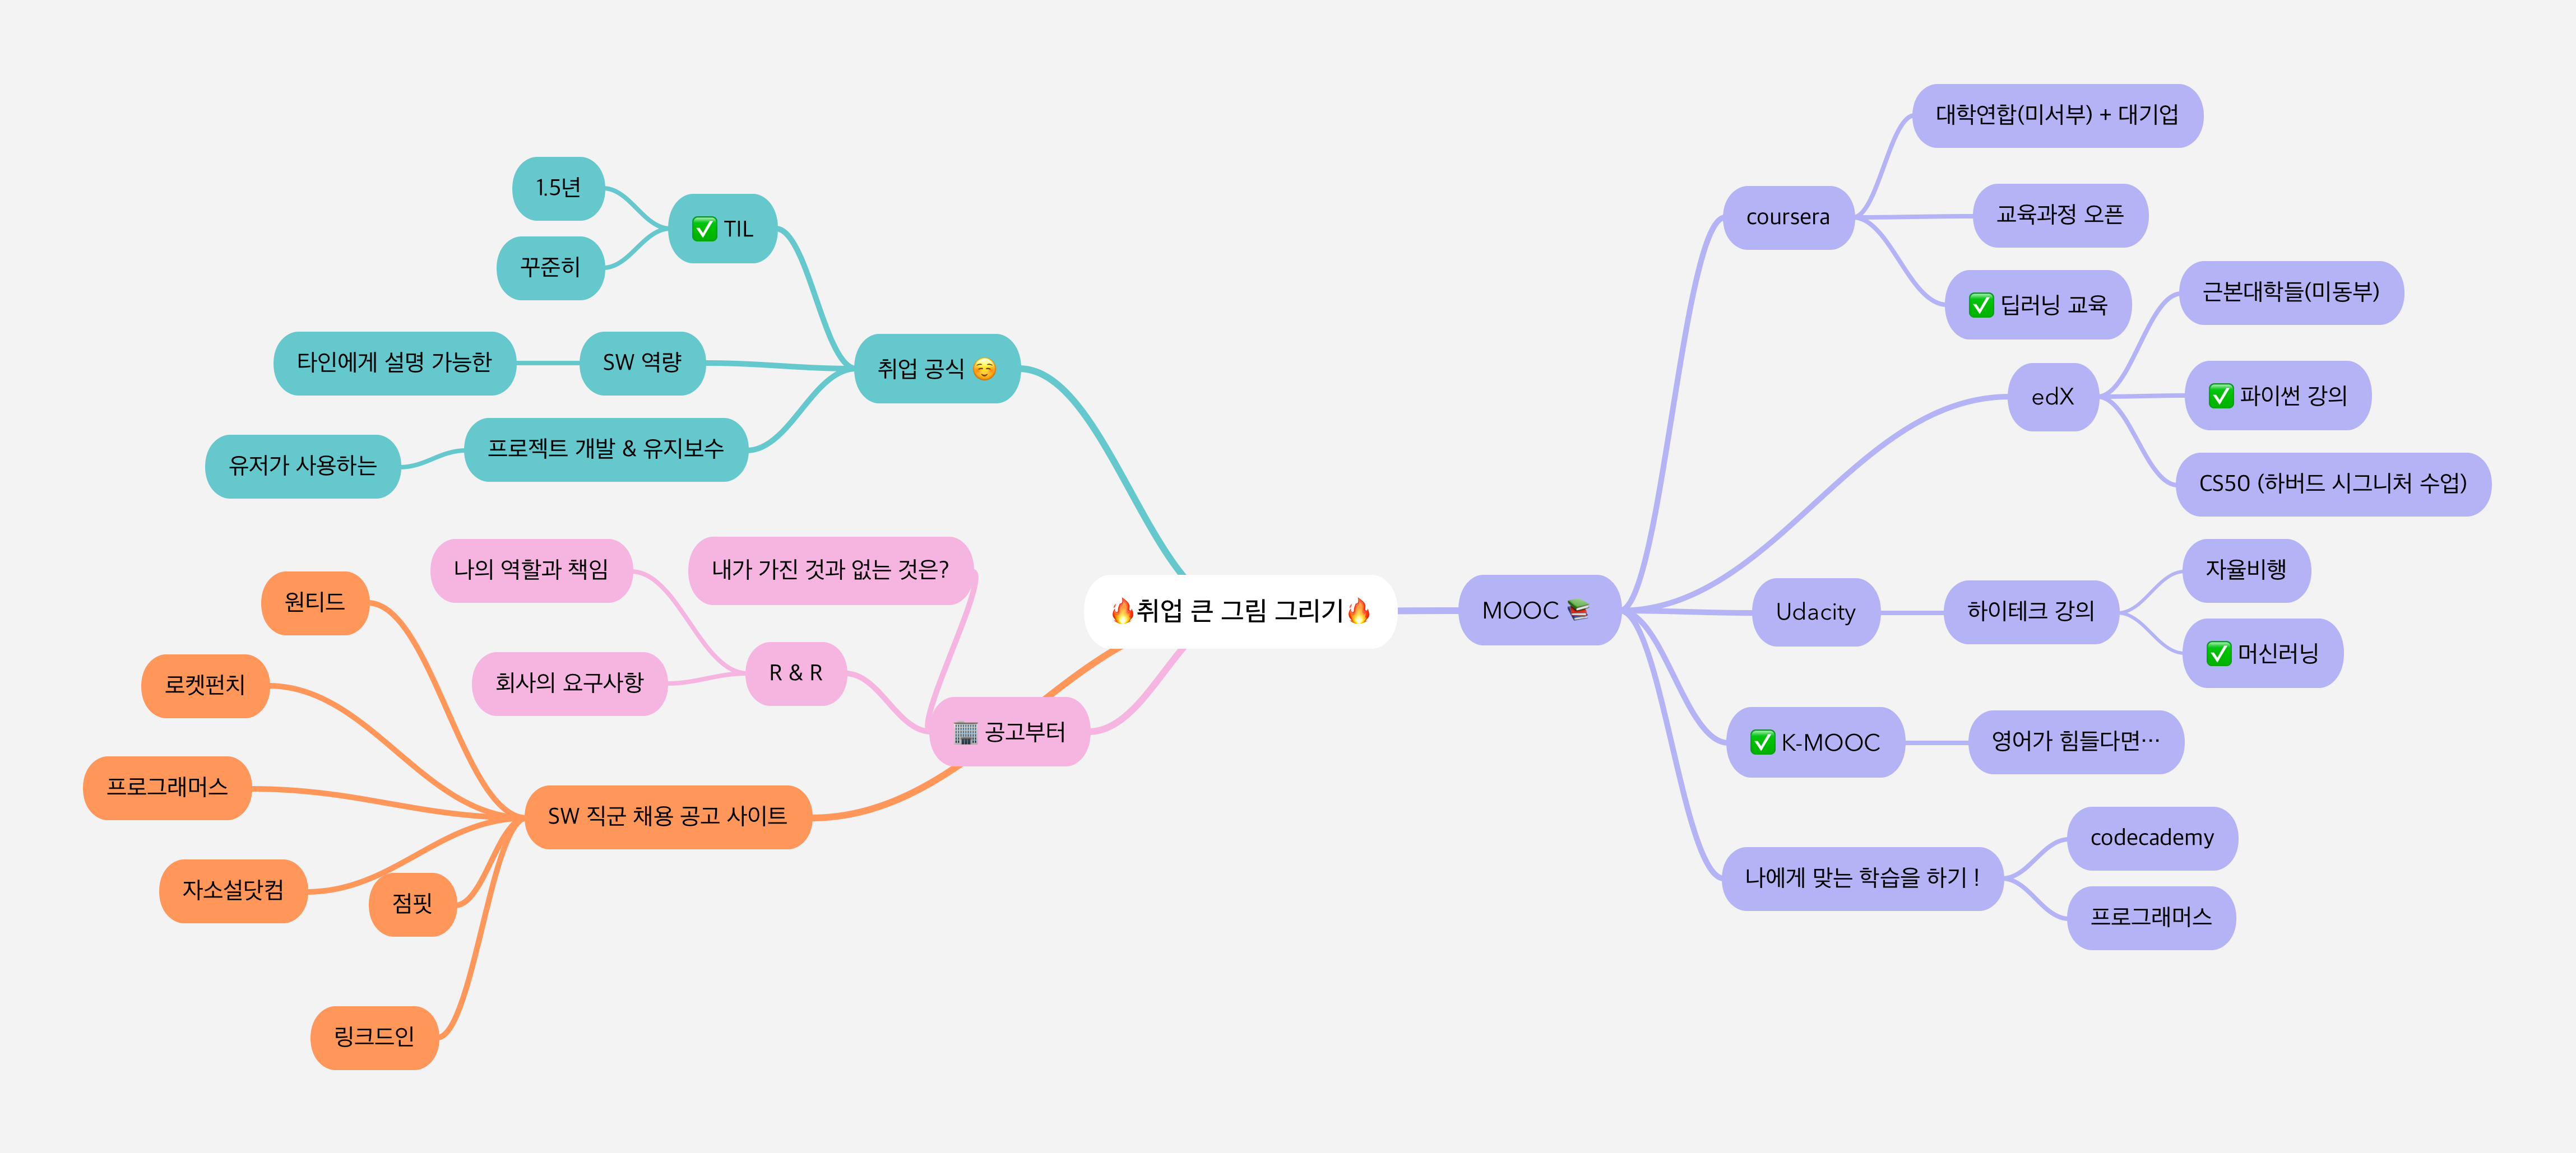 🔥취업 큰 그림 그리기🔥
취업 공식 ☺️
✅ TIL
1.5년
꾸준히
SW 역량
타인에게 설명 가능한
프로젝트 개발 & 유지보수
유저가 사용하는
🏢 공고부터
내가 가진 것과 없는 것은?
R & R
나의 역할과 책임
회사의 요구사항
SW 직군 채용 공고 사이트
원티드
로켓펀치
프로그래머스
자소설닷컴
점핏
링크드인
MOOC 📚
coursera
대학연합(미서부) + 대기업
교육과정 오픈
✅ 딥러닝 교육
edX
근본대학들(미동부)
✅ 파이썬 강의
CS50 (하버드 시그니처 수업)
Udacity
하이테크 강의
자율비행
✅ 머신러닝
✅ K-MOOC
영어가 힘들다면…
나에게 맞는 학습을 하기 !
codecademy
프로그래머스